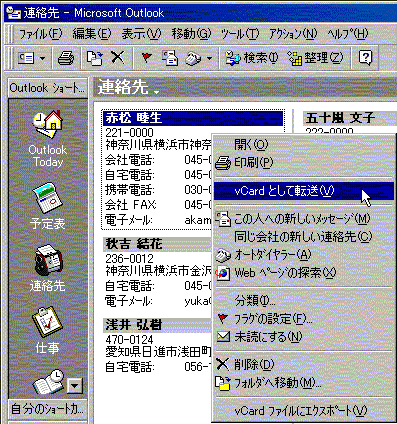 連絡先 - Microsoft Outlook
ファイル(F) 編集(E) 表示(V) 移動(G) ツール(T) アクション(N) ヘルプ(H)
検索(I) 整理(Z)
Outlook ショート...
連絡先
Outlook
Today
予定表
連絡先
仕事
自分のショートカ...
赤松 睦生
221-0000
神奈川県横浜市神奈
会社電話: 045-0
自宅電話: 045-0
携帯電話: 030-0
会社 FAX: 045-0
電子メール: akam
秋吉 結花
236-0012
神奈川県横浜市金沢
自宅電話: 045-0
電子メール: yuka
浅井 弘樹
470-0124
愛知県日進市浅田町
自宅電話: 056-
五十嵐 文子
222-0000
開く(O)
印刷(P)
vCard として転送(V)
この人への新しいメッセージ(M)
同じ会社の新しい連絡先(C)
オートダイヤラー(A)
Web ページの探索(X)
分類(I)...
フラグの設定(F)...
未読にする(N)
削除(D)
フォルダへ移動(M)...
vCard ファイルにエクスポート(V)